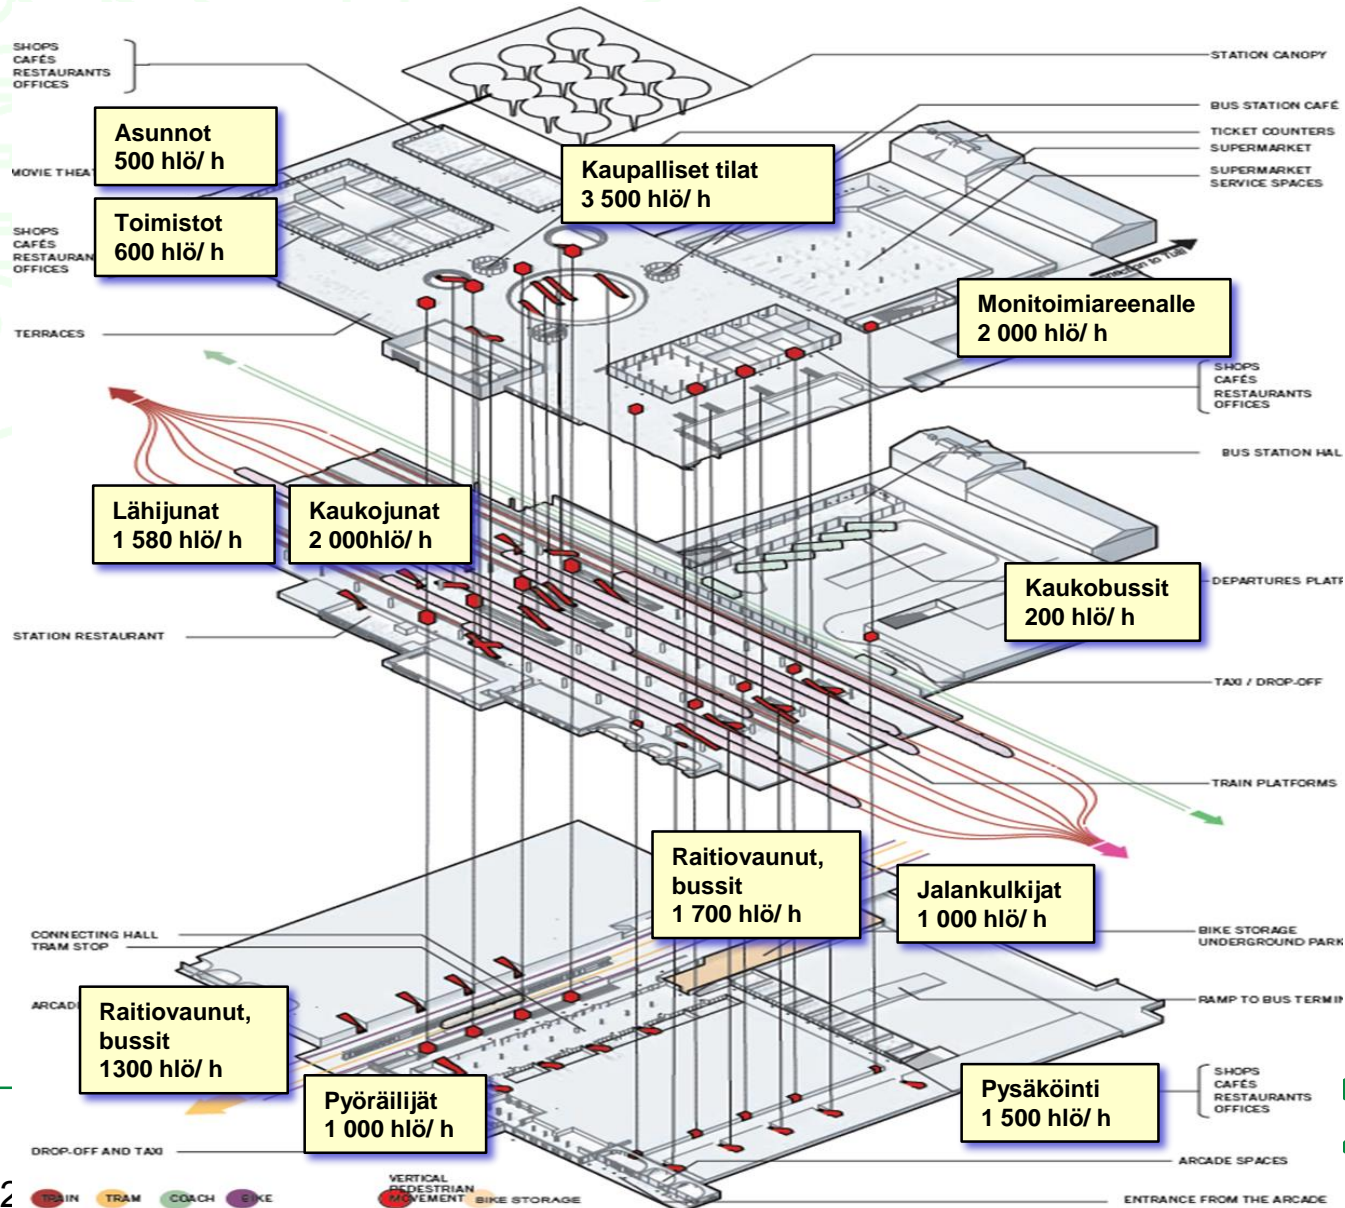 SHOPS
CAFÉS
RESTAURANTS
OFFICES
STATION CANOPY
BUS STATION CAFÉ
TICKET COUNTERS
SUPERMARKET
SUPERMARKET
SERVICE SPACES
Asunnot
500 hlö/ h
MOVIE THEAT
Kaupalliset tilat
3 500 hlö/ h
Toimistot
600 hlö/ h
SHOPS
CAFÉS
RESTAURAN
OFFICES
Monitoimiareenalle
2 000 hlö/ h
TERRACES
SHOPS
CAFÉS
RESTAURANTS
OFFICES
BUS STATION HAL
Lähijunat
1 580 hlö/ h
Kaukojunat
2 000hlö/ h
Kaukobussit
200 hlö/ h
DEPARTURES PLATF
STATION RESTAURANT
TAXI / DROP-OFF
TRAIN PLATFORMS
Raitiovaunut,
bussit
1 700 hlö/ h
Jalankulkijat
1 000 hlö/ h
CONNECTING HALL
TRAM STOP
BIKE STORAGE
UNDERGROUND PARK
ARCADE
RAMP TO BUS TERMIN
Raitiovaunut,
bussit
1300 hlö/ h
Pyöräilijät
1 000 hlö/ h
Pysäköinti
1 500 hlö/ h
SHOPS
CAFÉS
RESTAURANTS
OFFICES
DROP-OFF AND TAXI
ARCADE SPACES
2
TRAIN
TRAM
COACH
BIKE
VERTICAL
PEDESTRIAN
MOVEMENT
BIKE STORAGE
ENTRANCE FROM THE ARCADE